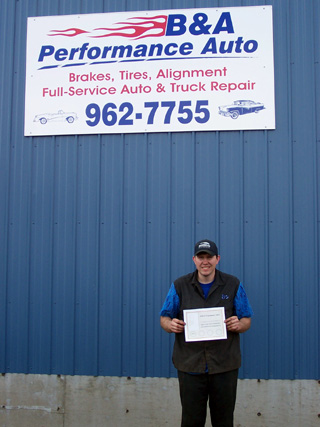 B&A
Performance Auto
Brakes, Tires, Alignment
Full-Service Auto & Truck Repair
962-7755